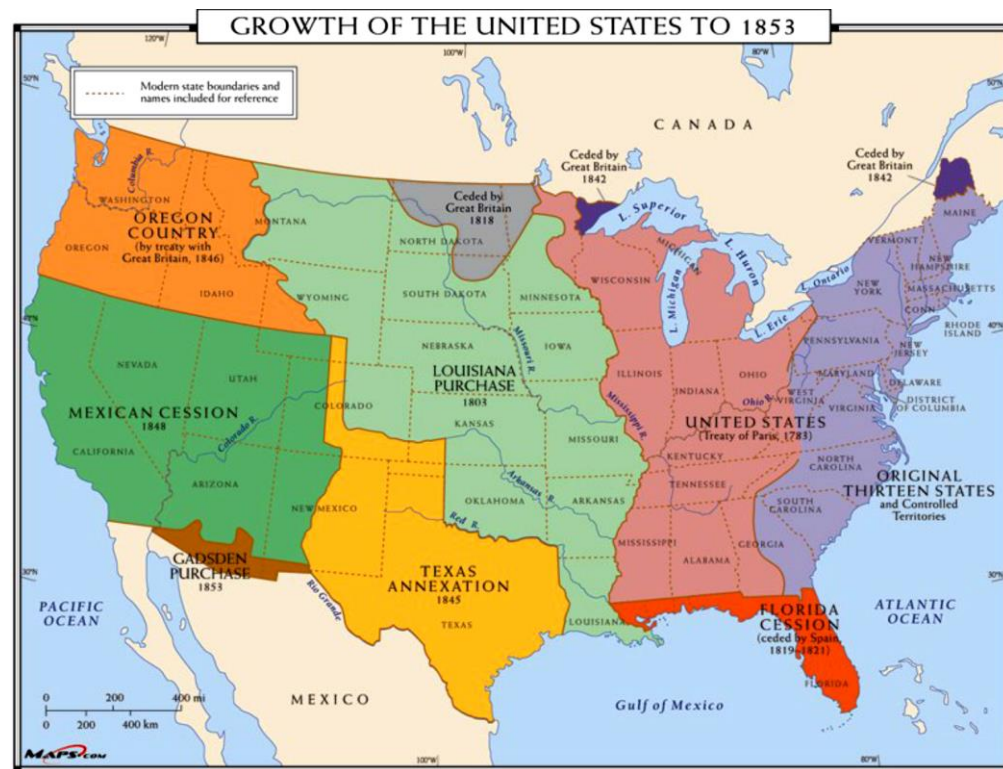 GROWTH OF THE UNITED STATES TO 1853
120°W
100°W
80°W
50°N
50°N
Modern state boundaries and
names included for reference
CANADA
Ceded by
Great Britain
1842
Ceded by
Great Britain
1842
Columbia R.
WASHINGTON
OREGON
COUNTRY
(by treaty with
Great Britain, 1846)
OREGON
IDAHO
MONTANA
Ceded by
Great Britain
1818
NORTH DAKOTA
L. Superior
MICHIGAN
L. Huron
L. Michigan
L. Ontario
L. Erie
MAINE
VERMONT
NEW
HAMPSHIRE
MASSACHUSETTS
NEW
YORK
CONN.
RHODE
ISLAND
WYOMING
SOUTH DAKOTA
MINNESOTA
WISCONSIN
40°N
40°N
NEVADA
UTAH
NEBRASKA
Missouri R.
IOWA
LOUISIANA
PURCHASE
1803
ILLINOIS
INDIANA
OHIO
PENNSYLVANIA
NEW
JERSEY
MARYLAND
DELAWARE
DISTRICT
OF COLUMBIA
WEST
VIRGINIA
VIRGINIA
Ohio R.
MEXICAN CESSION
1848
CALIFORNIA
Colorado R.
COLORADO
KANSAS
MISSOURI
Mississippi R.
UNITED STATES
(Treaty of Paris, 1783)
KENTUCKY
TENNESSEE
NORTH
CAROLINA
ORIGINAL
THIRTEEN STATES
and Controlled
Territories
SOUTH
CAROLINA
ARIZONA
NEW MEXICO
OKLAHOMA
Arkansas R.
ARKANSAS
Red R.
MISSISSIPPI
ALABAMA
GEORGIA
GADSDEN
PURCHASE
1853
TEXAS
ANNEXATION
1845
TEXAS
Rio Grande
LOUISIANA
30°N
30°N
FLORIDA
CESSION
(ceded by Spain,
1819–1821)
FLORIDA
PACIFIC
OCEAN
ATLANTIC
OCEAN
MEXICO
Gulf of Mexico
0 200 400 mi
0 200 400 km
MAPS.COM
100°W
80°W